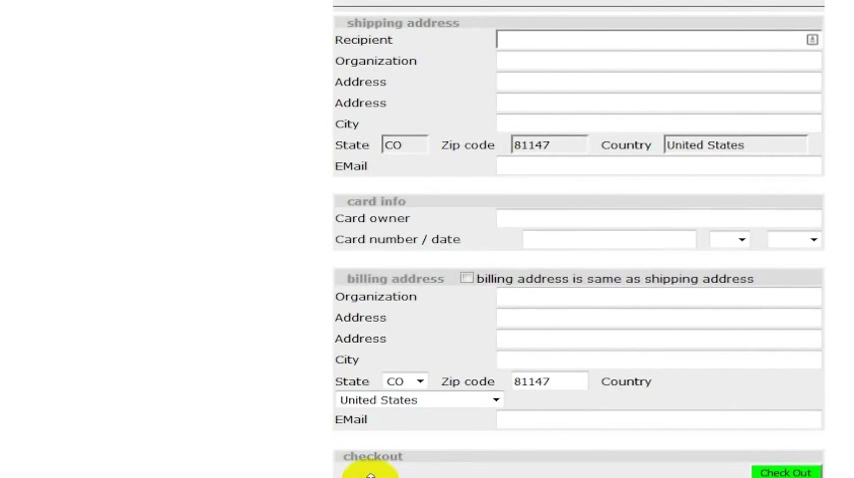 shipping address
Recipient
Organization
Address
Address
City
State CO Zip code 81147 Country United States
EMail
card info
Card owner
Card number / date
billing address billing address is same as shipping address
Organization
Address
Address
City
State CO Zip code 81147 Country
United States
EMail
checkout
Check Out